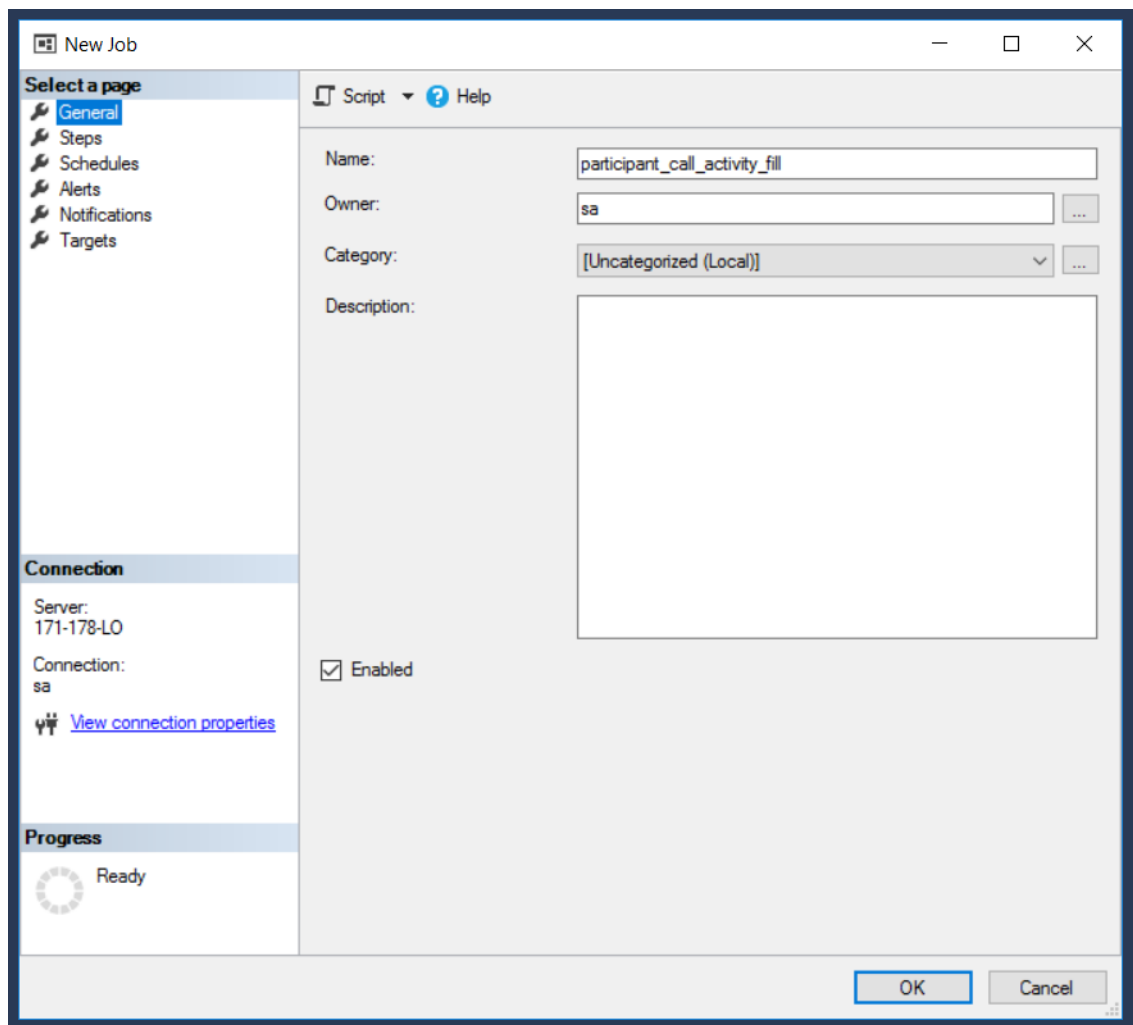 New Job
Select a page
General
Steps
Schedules
Alerts
Notifications
Targets
Script
Help
Name:
participant_call_activity_fill
Owner:
sa
...
Category:
[Uncategorized (Local)]
...
Description:
Enabled
Connection
Server:
171-178-LO
Connection:
sa
View connection properties
Progress
Ready
OK
Cancel